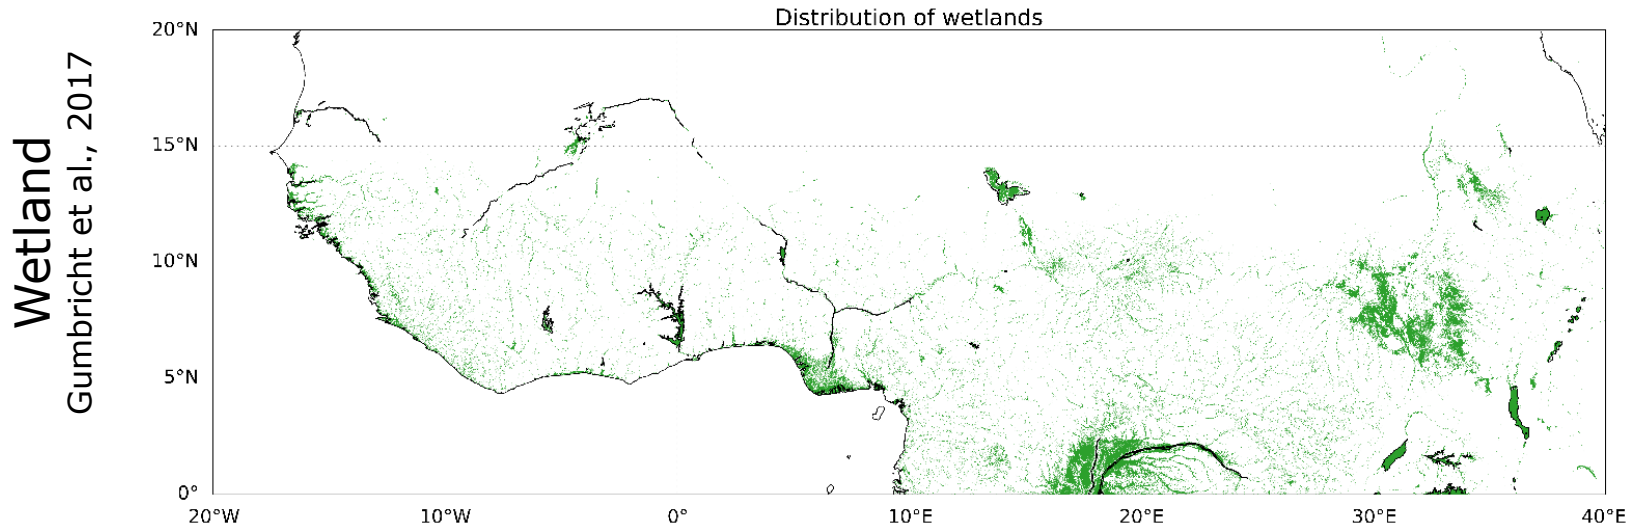 Distribution of wetlands
Wetland
Gumbricht et al., 2017
20°N
15°N
10°N
5°N
0°
20°W
10°W
0°
10°E
20°E
30°E
40°E